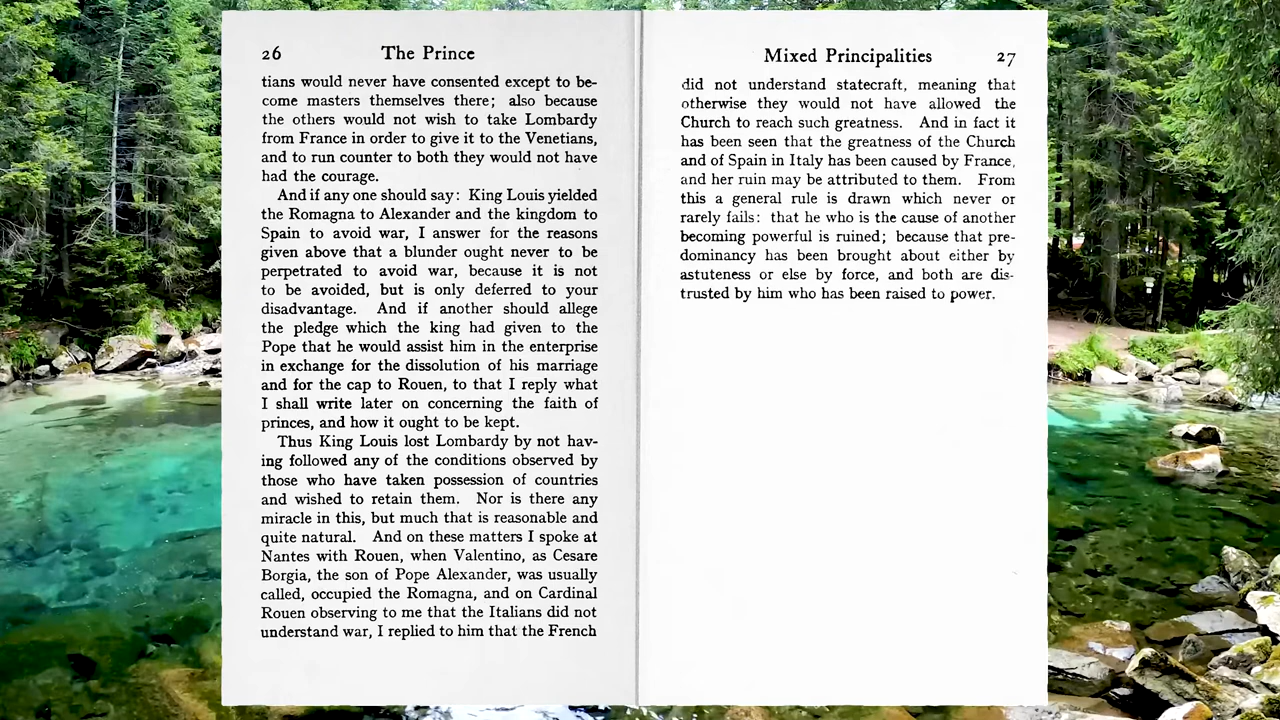 26 The Prince
tians would never have consented except to be-
come masters themselves there; also because
the others would not wish to take Lombardy
from France in order to give it to the Venetians,
and to run counter to both they would not have
had the courage.
And if any one should say: King Louis yielded
the Romagna to Alexander and the kingdom to
Spain to avoid war, I answer for the reasons
given above that a blunder ought never to be
perpetrated to avoid war, because it is not
to be avoided, but is only deferred to your
disadvantage. And if another should allege
the pledge which the king had given to the
Pope that he would assist him in the enterprise
in exchange for the dissolution of his marriage
and for the cap to Rouen, to that I reply what
I shall write later on concerning the faith of
princes, and how it ought to be kept.
Thus King Louis lost Lombardy by not hav-
ing followed any of the conditions observed by
those who have taken possession of countries
and wished to retain them. Nor is there any
miracle in this, but much that is reasonable and
quite natural. And on these matters I spoke at
Nantes with Rouen, when Valentino, as Cesare
Borgia, the son of Pope Alexander, was usually
called, occupied the Romagna, and on Cardinal
Rouen observing to me that the Italians did not
understand war, I replied to him that the French
Mixed Principalities 27
did not understand statecraft, meaning that
otherwise they would not have allowed the
Church to reach such greatness. And in fact it
has been seen that the greatness of the Church
and of Spain in Italy has been caused by France,
and her ruin may be attributed to them. From
this a general rule is drawn which never or
rarely fails: that he who is the cause of another
becoming powerful is ruined; because that pre-
dominancy has been brought about either by
astuteness or else by force, and both are dis-
trusted by him who has been raised to power.